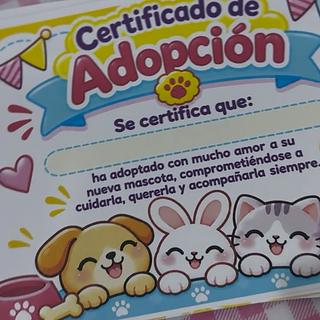 Certificado de
Adopción
Se certifica que:
ha adoptado con mucho amor a su
nueva mascota, comprometiéndose a
cuidarla, quererla y acompañarla siempre.